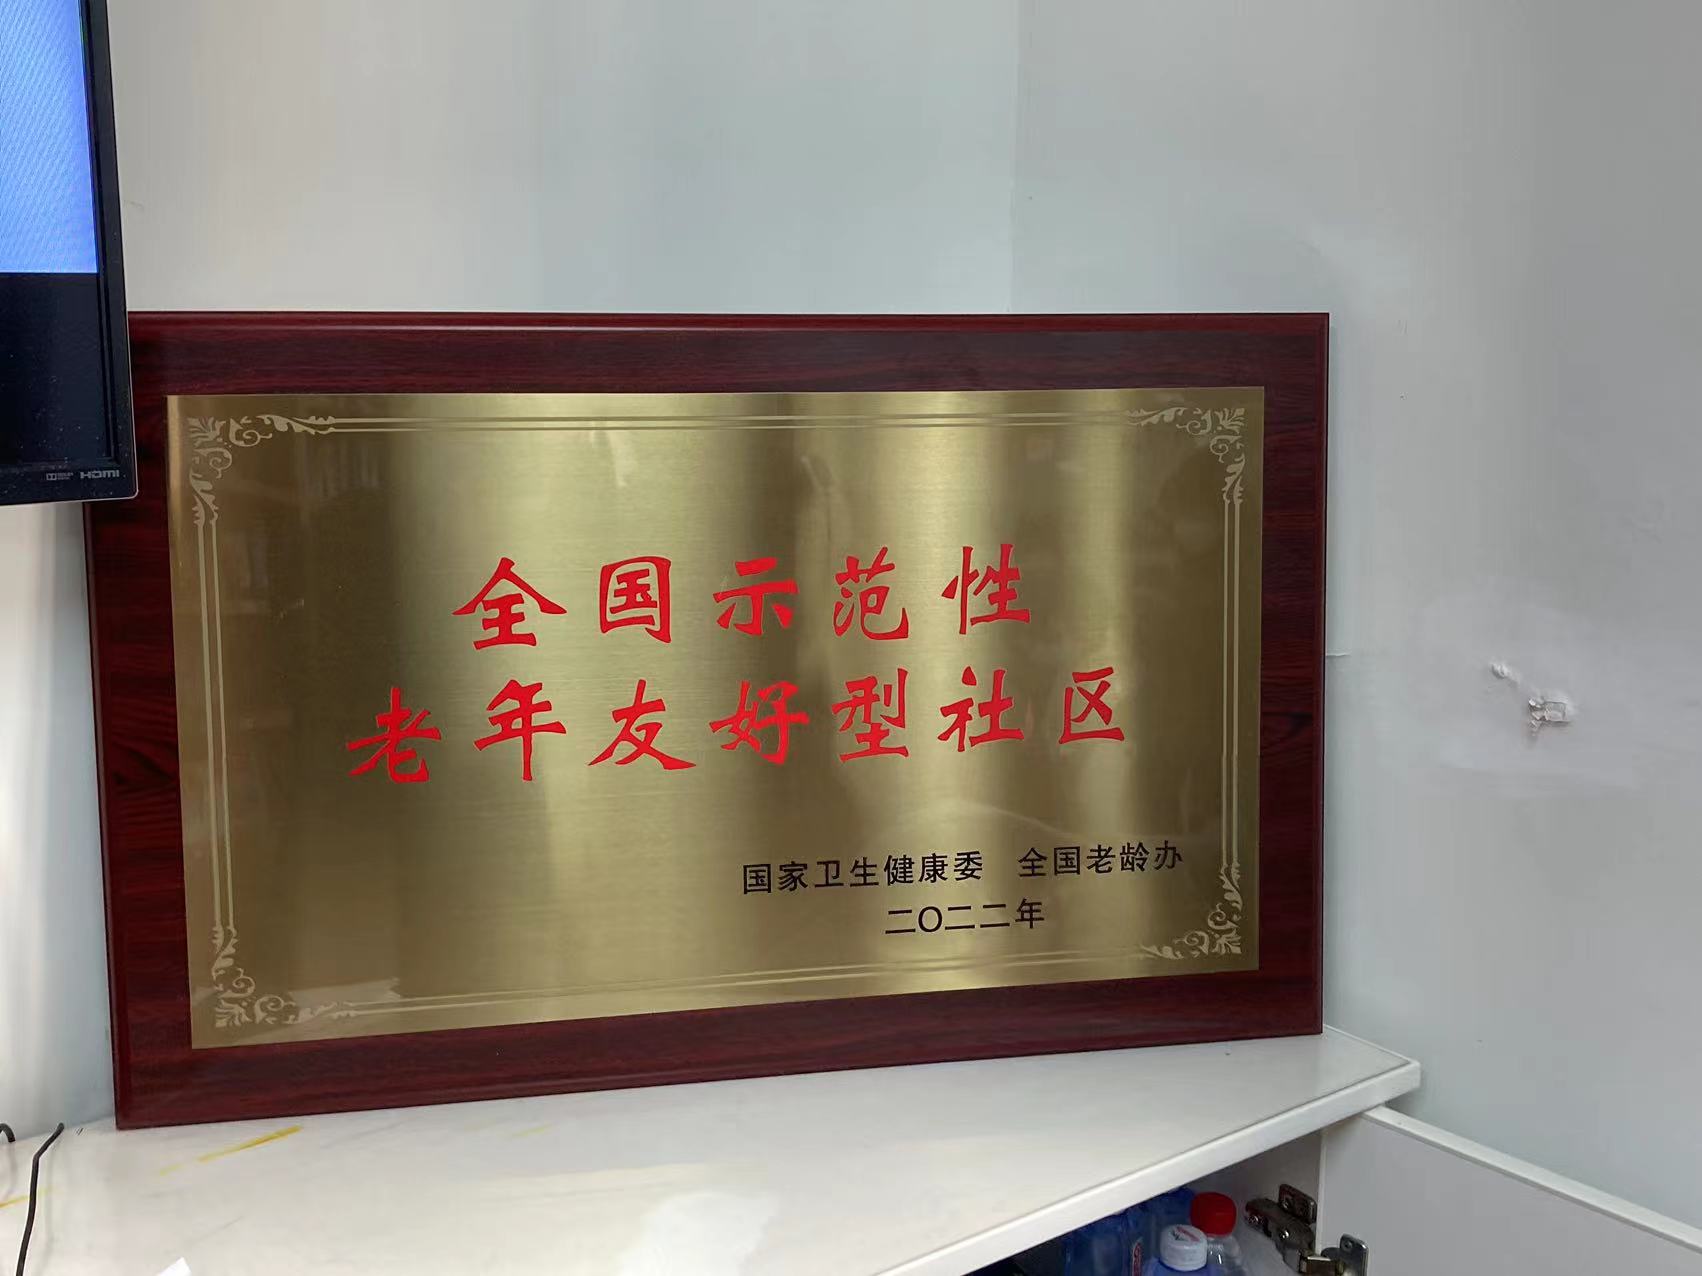 HDMI
全国示范性
老年友好型社区
国家卫生健康委 全国老龄办
二〇二二年